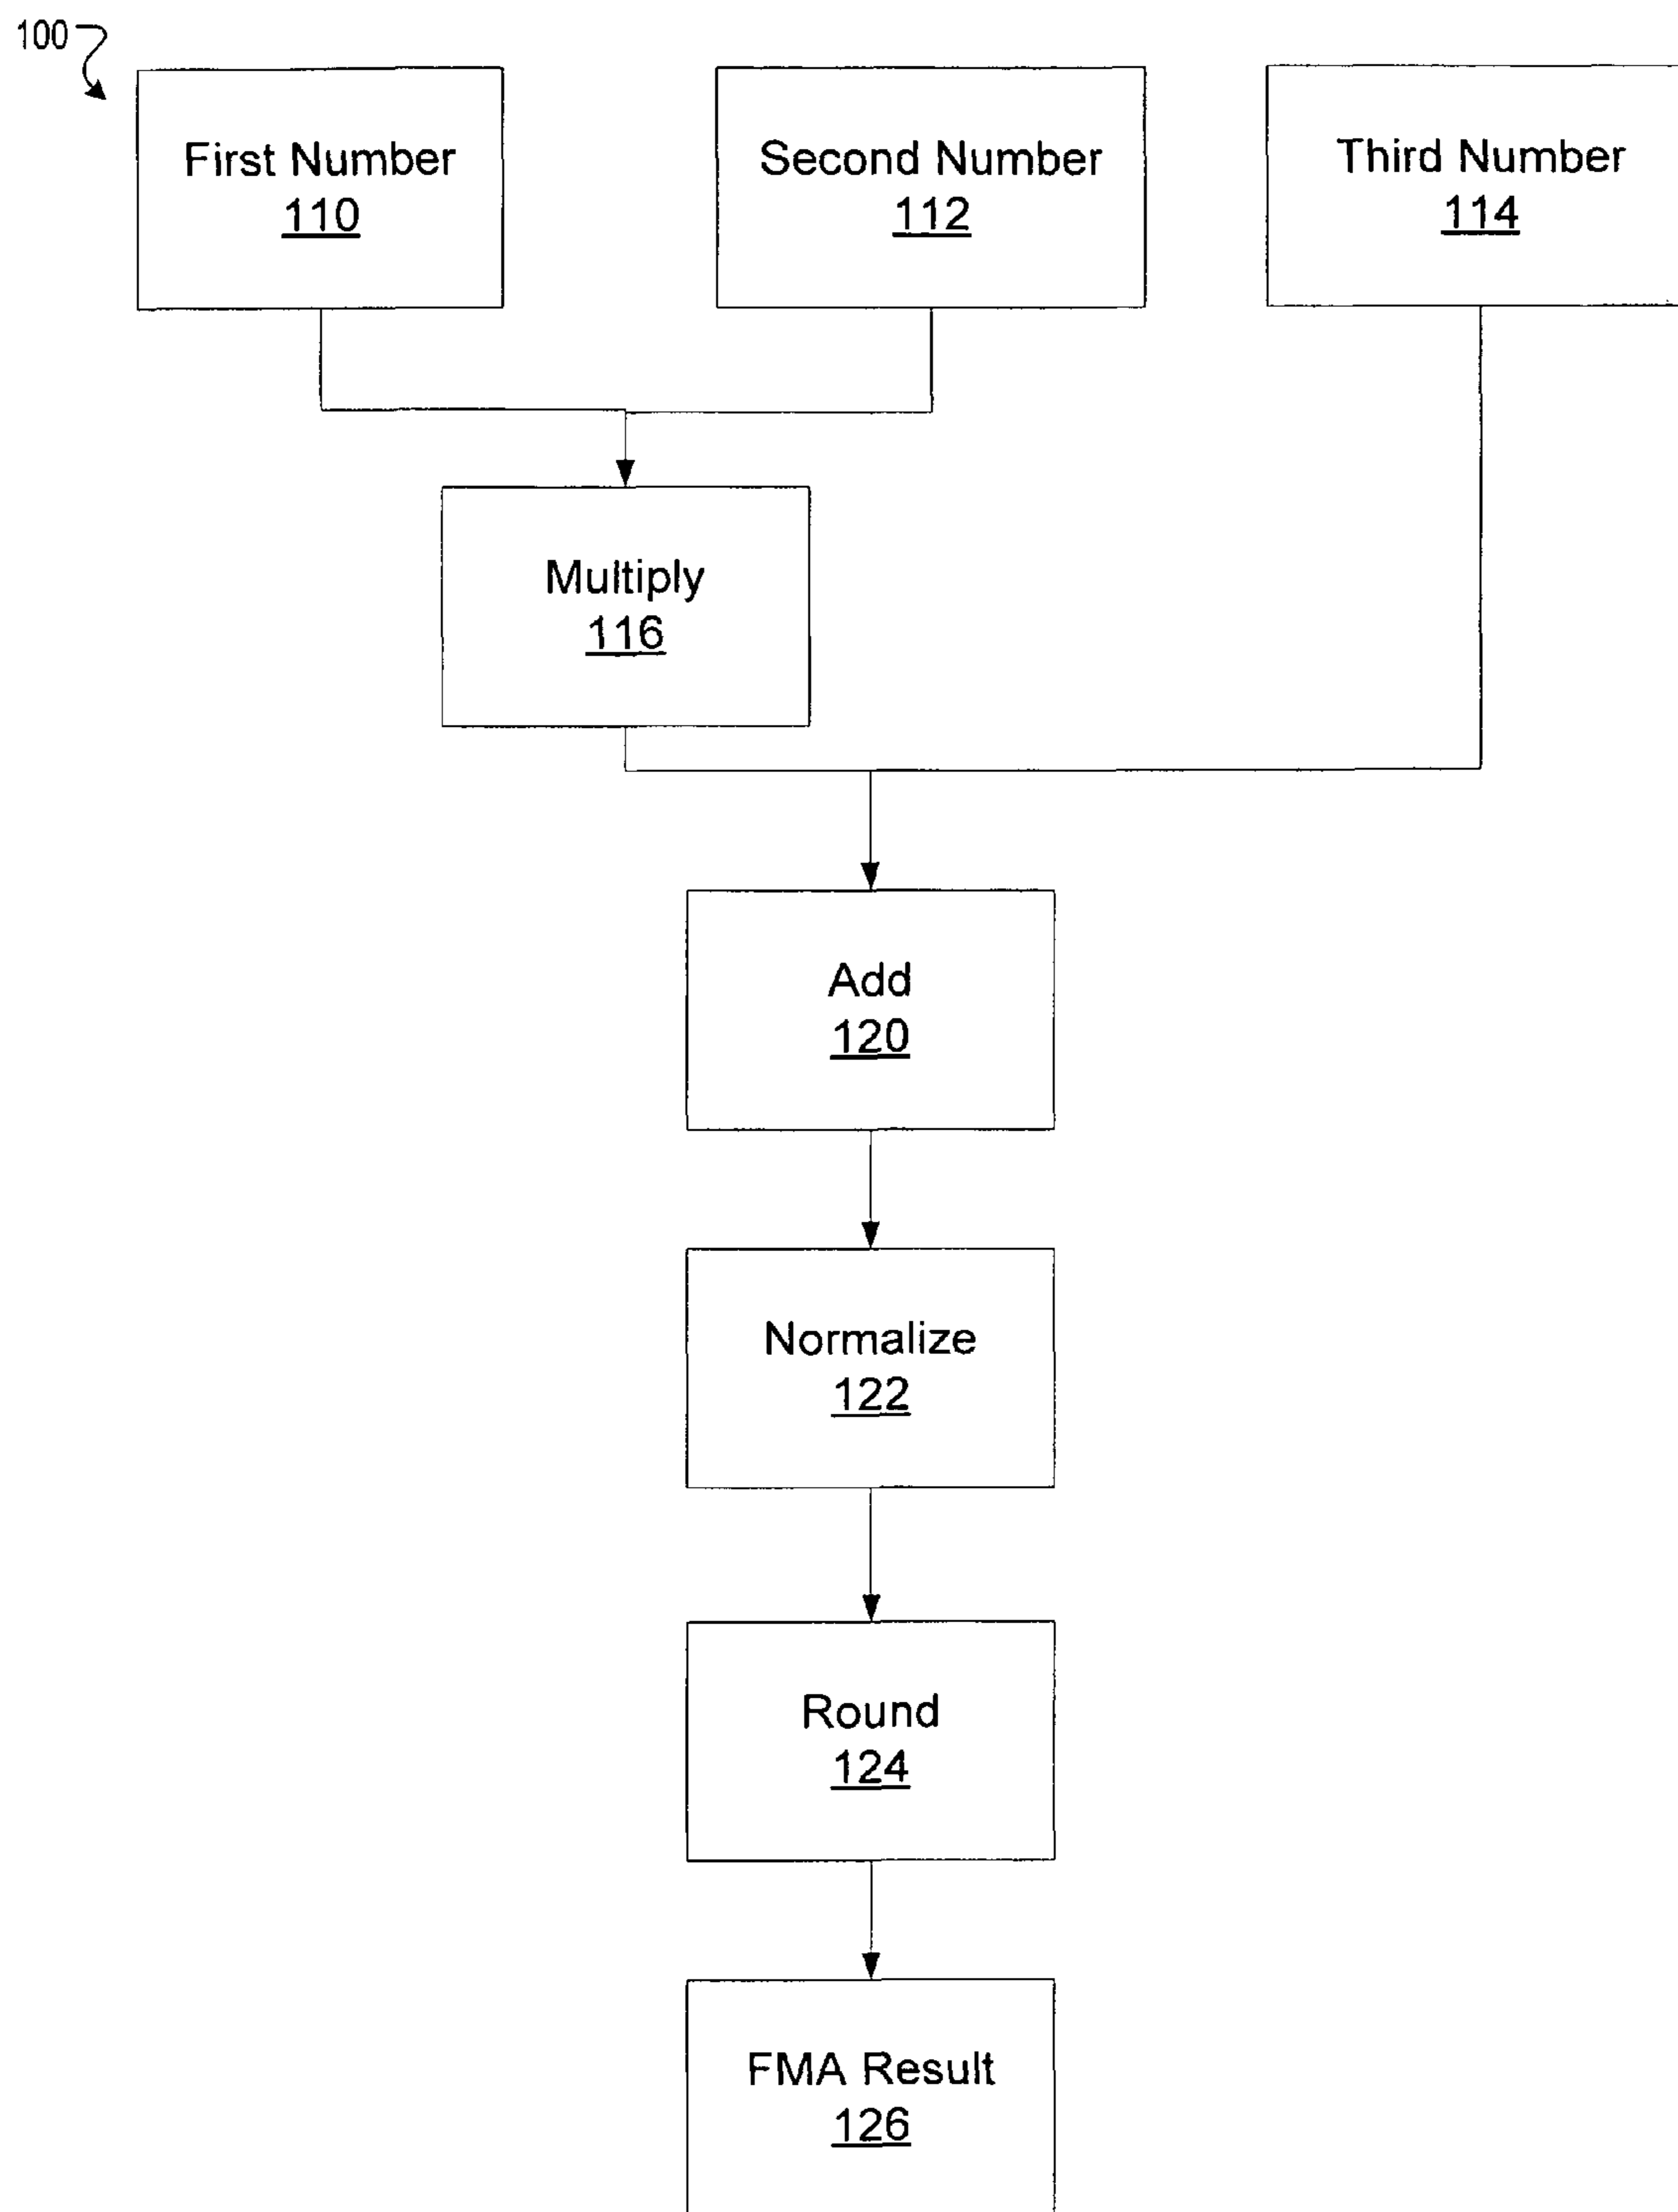 100
First Number
110
Second Number
112
Third Number
114
Multiply
116
Add
120
Normalize
122
Round
124
FMA Result
126